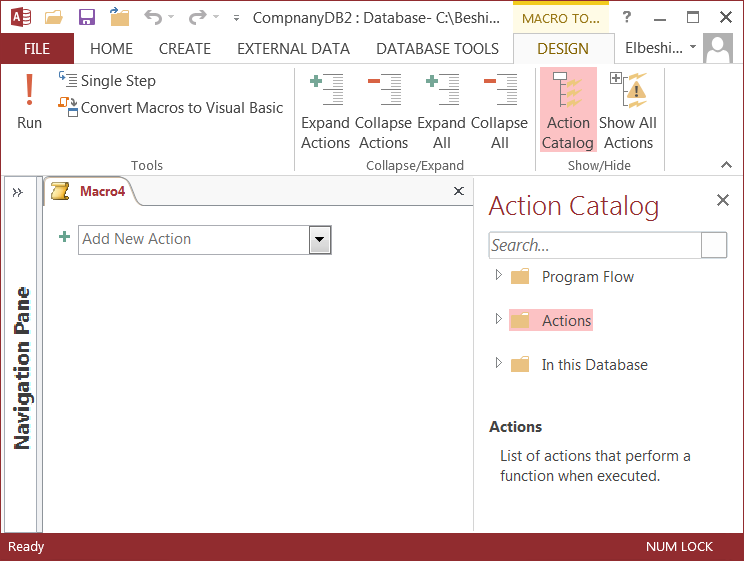 CompnanyDB2 : Database- C:\Beshi...
MACRO TO...
?
FILE
HOME
CREATE
EXTERNAL DATA
DATABASE TOOLS
DESIGN
Elbeshi...
Run
Single Step
Convert Macros to Visual Basic
Tools
Expand Actions
Collapse Actions
Expand All
Collapse All
Collapse/Expand
Action Catalog
Show All Actions
Show/Hide
Navigation Pane
Macro4
Add New Action
Action Catalog
Search...
Program Flow
Actions
In this Database
Actions
List of actions that perform a
function when executed.
Ready
NUM LOCK